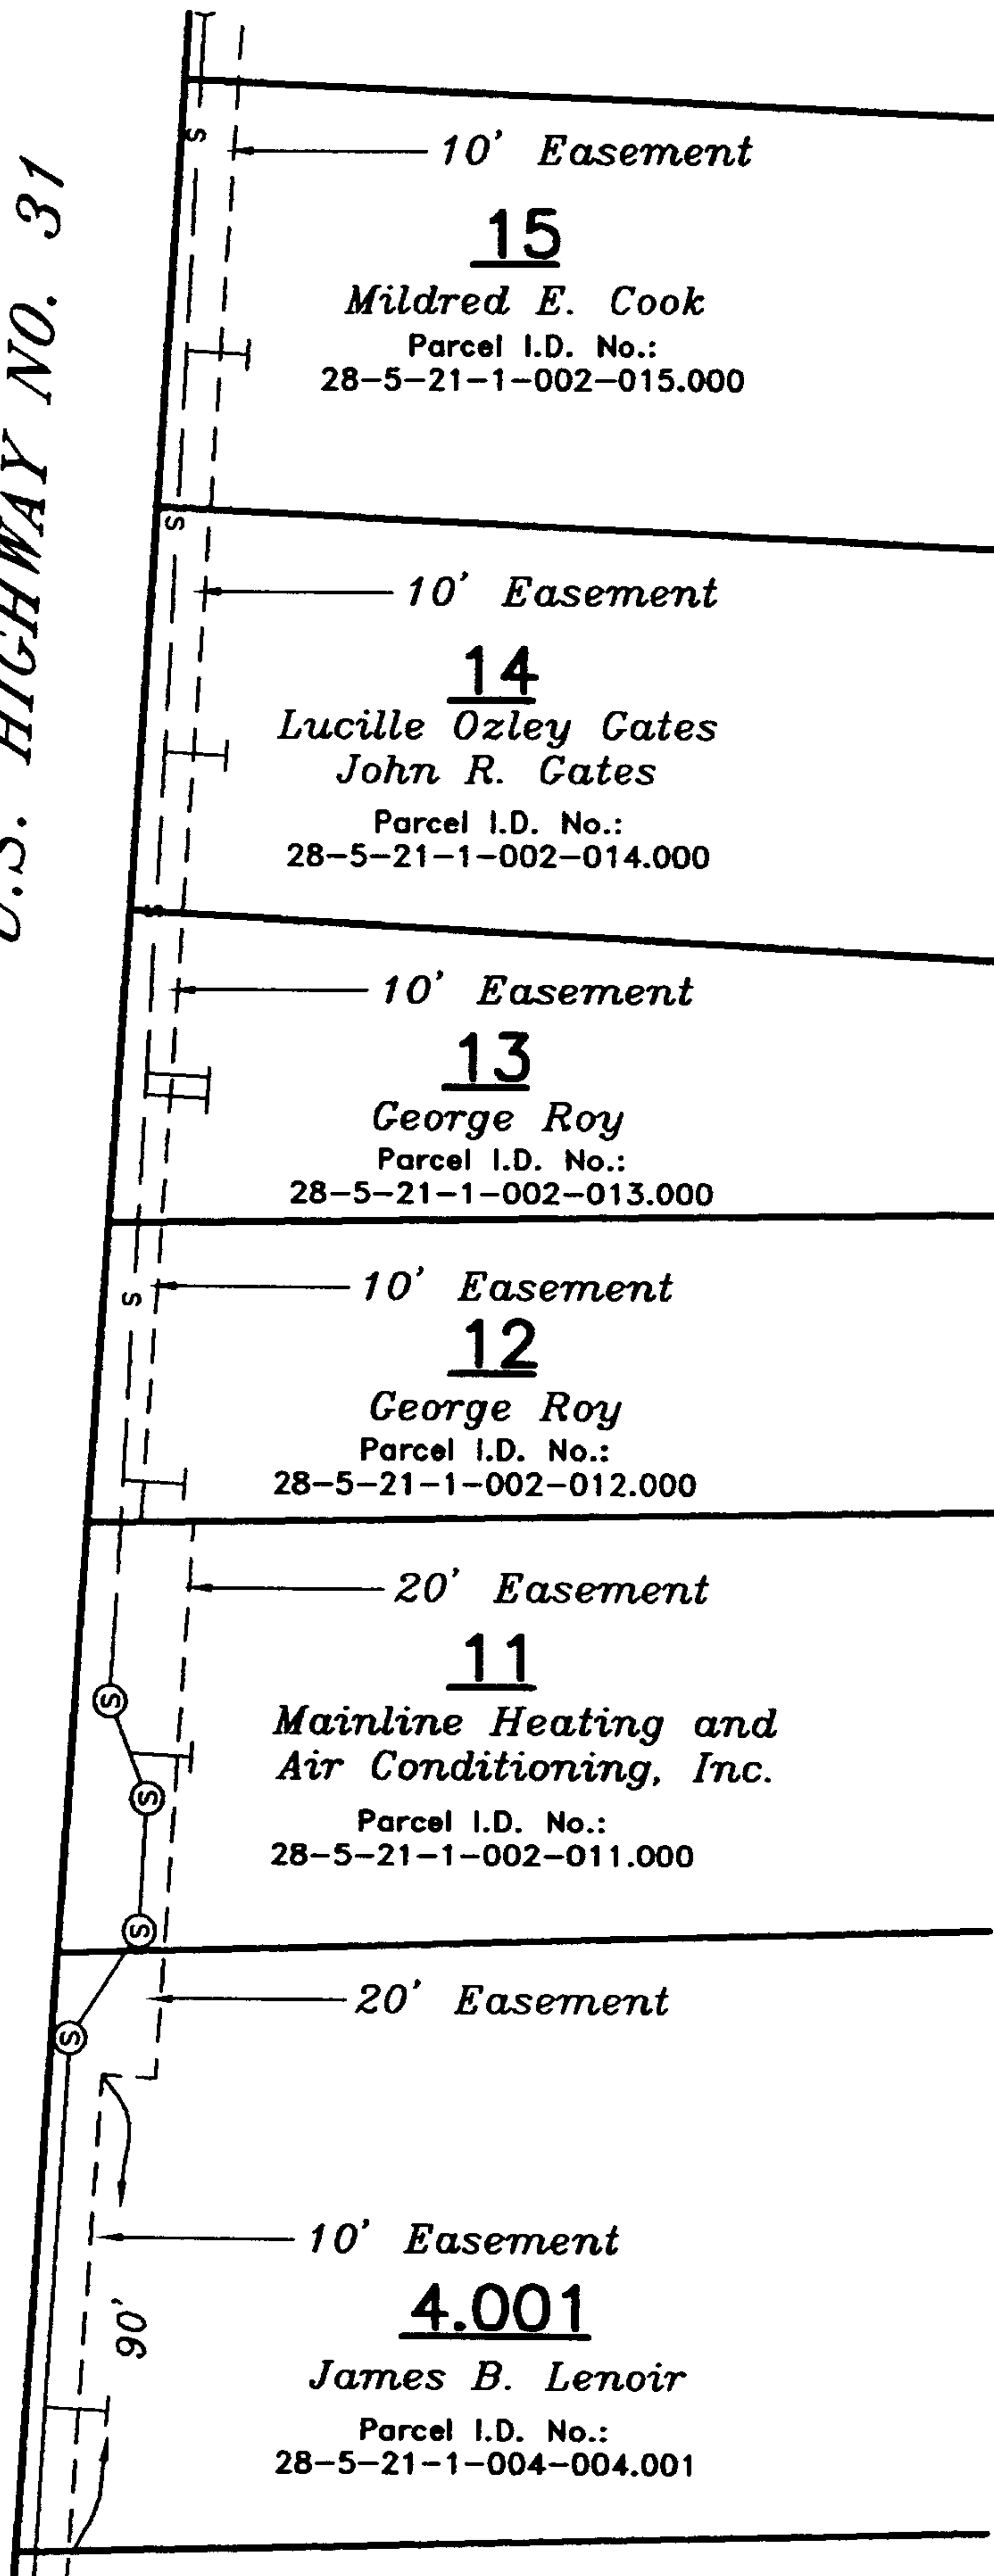 U.S. HIGHWAY NO. 31
S
10' Easement
15
Mildred E. Cook
Parcel I.D. No.:
28-5-21-1-002-015.000
S
10' Easement
14
Lucille Ozley Gates
John R. Gates
Parcel I.D. No.:
28-5-21-1-002-014.000
S
10' Easement
13
George Roy
Parcel I.D. No.:
28-5-21-1-002-013.000
S
10' Easement
12
George Roy
Parcel I.D. No.:
28-5-21-1-002-012.000
20' Easement
11
S
Mainline Heating and
Air Conditioning, Inc.
S
Parcel I.D. No.:
28-5-21-1-002-011.000
S
20' Easement
S
10' Easement
4.001
90'
James B. Lenoir
Parcel I.D. No.:
28-5-21-1-004-004.001